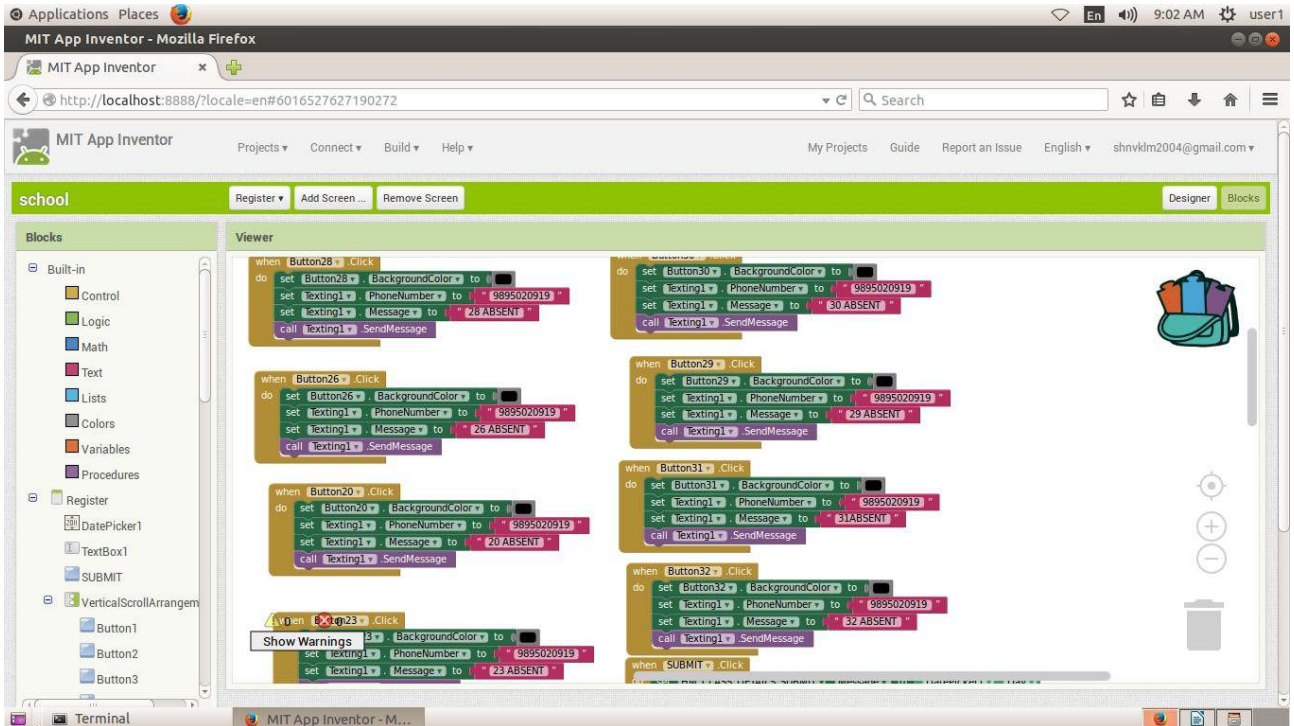 Applications Places En 9:02 AM user1
MIT App Inventor - Mozilla Firefox
MIT App Inventor
http://localhost:8888/?locale=en#6016527627190272 Search
MIT App Inventor Projects Connect Build Help My Projects Guide Report an Issue English shnvklm2004@gmail.com
school Register Add Screen ... Remove Screen Designer Blocks
Blocks
Built-in
Control
Logic
Math
Text
Lists
Colors
Variables
Procedures
Register
DatePicker1
TextBox1
SUBMIT
VerticalScrollArrangem
Button1
Button2
Button3
Viewer
when Button28 .Click
do set Button28 . BackgroundColor to
set Texting1 . PhoneNumber to " 9895020919 "
set Texting1 . Message to " 28 ABSENT "
call Texting1 .SendMessage
when Button26 .Click
do set Button26 . BackgroundColor to
set Texting1 . PhoneNumber to " 9895020919 "
set Texting1 . Message to " 26 ABSENT "
call Texting1 .SendMessage
when Button20 .Click
do set Button20 . BackgroundColor to
set Texting1 . PhoneNumber to " 9895020919 "
set Texting1 . Message to " 20 ABSENT "
call Texting1 .SendMessage
0 0
Show Warnings
.Click
. BackgroundColor to
set Texting1 . PhoneNumber to " 9895020919 "
set Texting1 . Message to " 23 ABSENT "
do set Button30 . BackgroundColor to
set Texting1 . PhoneNumber to " 9895020919 "
set Texting1 . Message to " 30 ABSENT "
call Texting1 .SendMessage
when Button29 .Click
do set Button29 . BackgroundColor to
set Texting1 . PhoneNumber to " 9895020919 "
set Texting1 . Message to " 29 ABSENT "
call Texting1 .SendMessage
when Button31 .Click
do set Button31 . BackgroundColor to
set Texting1 . PhoneNumber to " 9895020919 "
set Texting1 . Message to " 31ABSENT "
call Texting1 .SendMessage
when Button32 .Click
do set Button32 . BackgroundColor to
set Texting1 . PhoneNumber to " 9895020919 "
set Texting1 . Message to " 32 ABSENT "
call Texting1 .SendMessage
when SUBMIT .Click
Terminal MIT App Inventor - M...